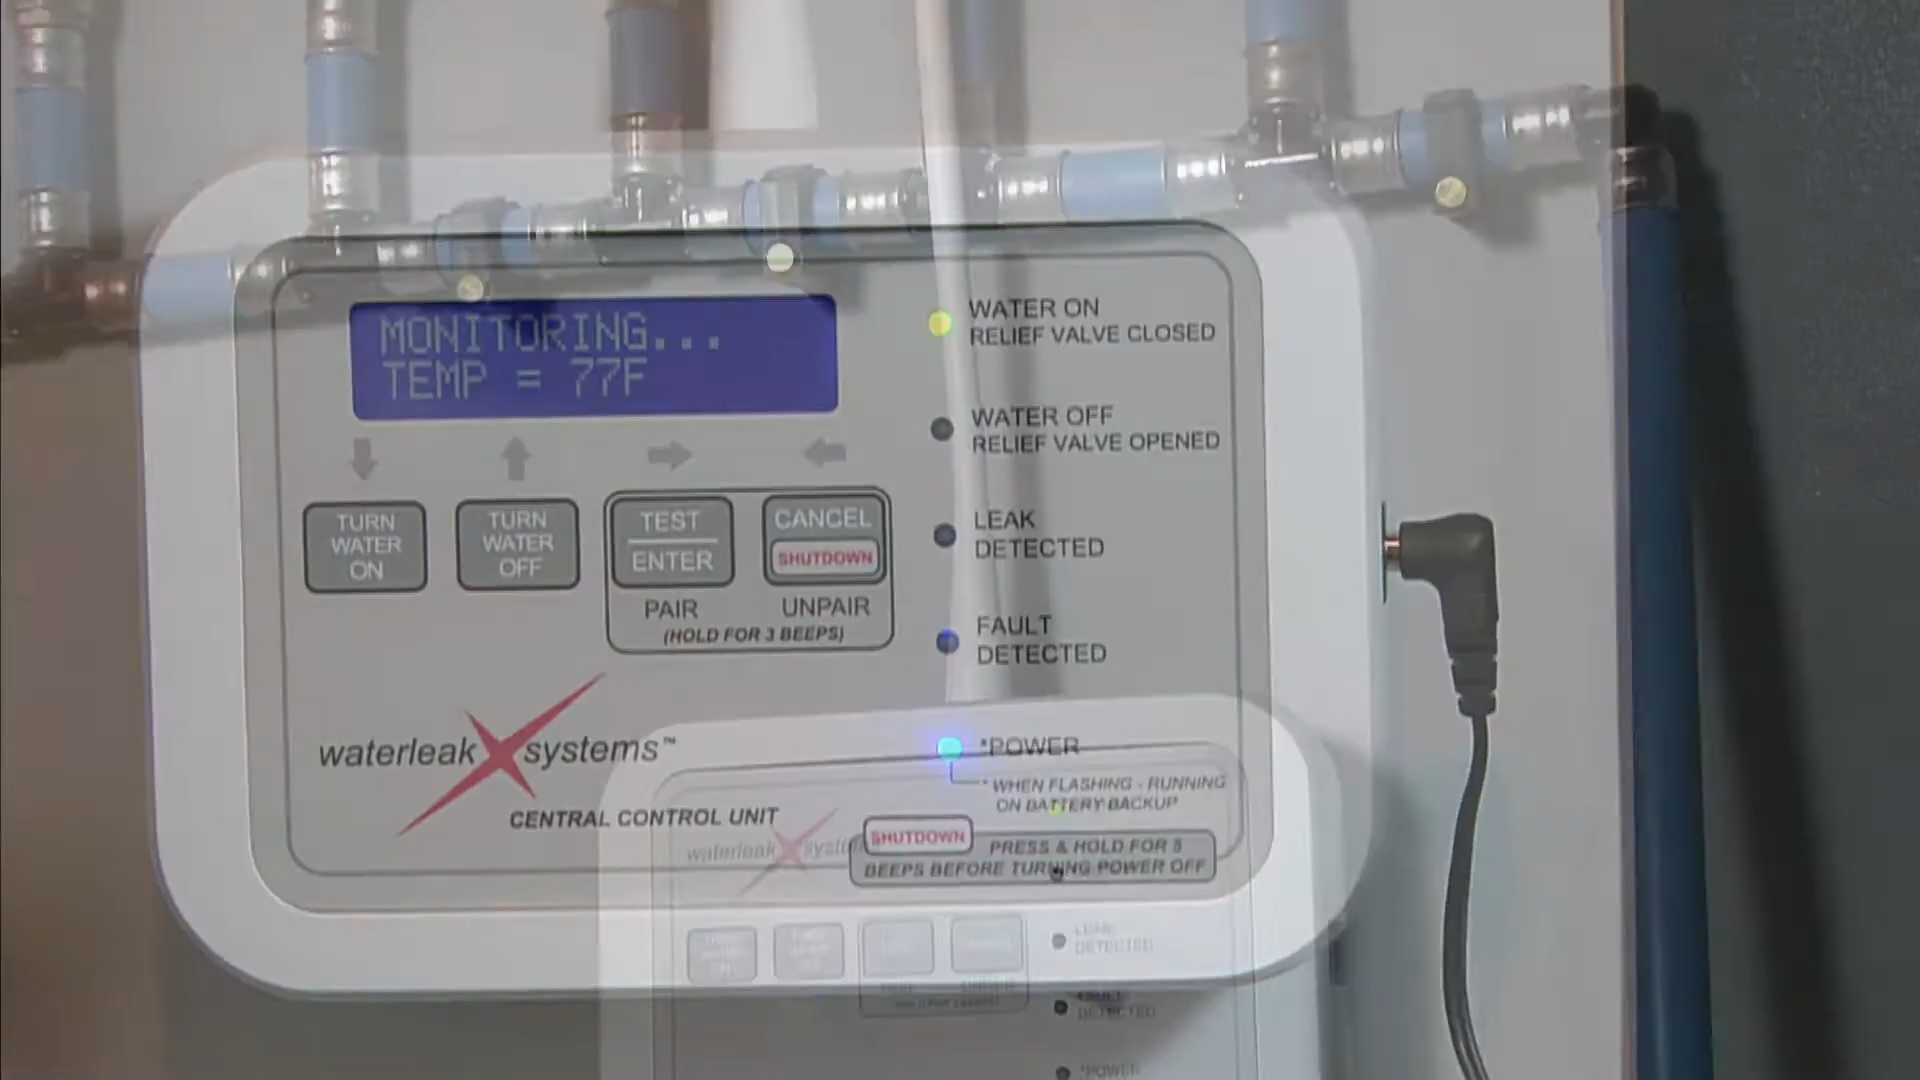 MONITORING...
TEMP = 77F
TURN
WATER
ON
TURN
WATER
OFF
TEST
ENTER
CANCEL
SHUTDOWN
PAIR
UNPAIR
(HOLD FOR 3 BEEPS)
WATER ON
RELIEF VALVE CLOSED
WATER OFF
RELIEF VALVE OPENED
LEAK
DETECTED
FAULT
DETECTED
*POWER
* WHEN FLASHING - RUNNING
ON BATTERY BACKUP
waterleak X systems™
CENTRAL CONTROL UNIT
SHUTDOWN
PRESS & HOLD FOR 5
BEEPS BEFORE TURNING POWER OFF
waterleak X system
LEAK
DETECTED
FAULT
DETECTED
*POWER